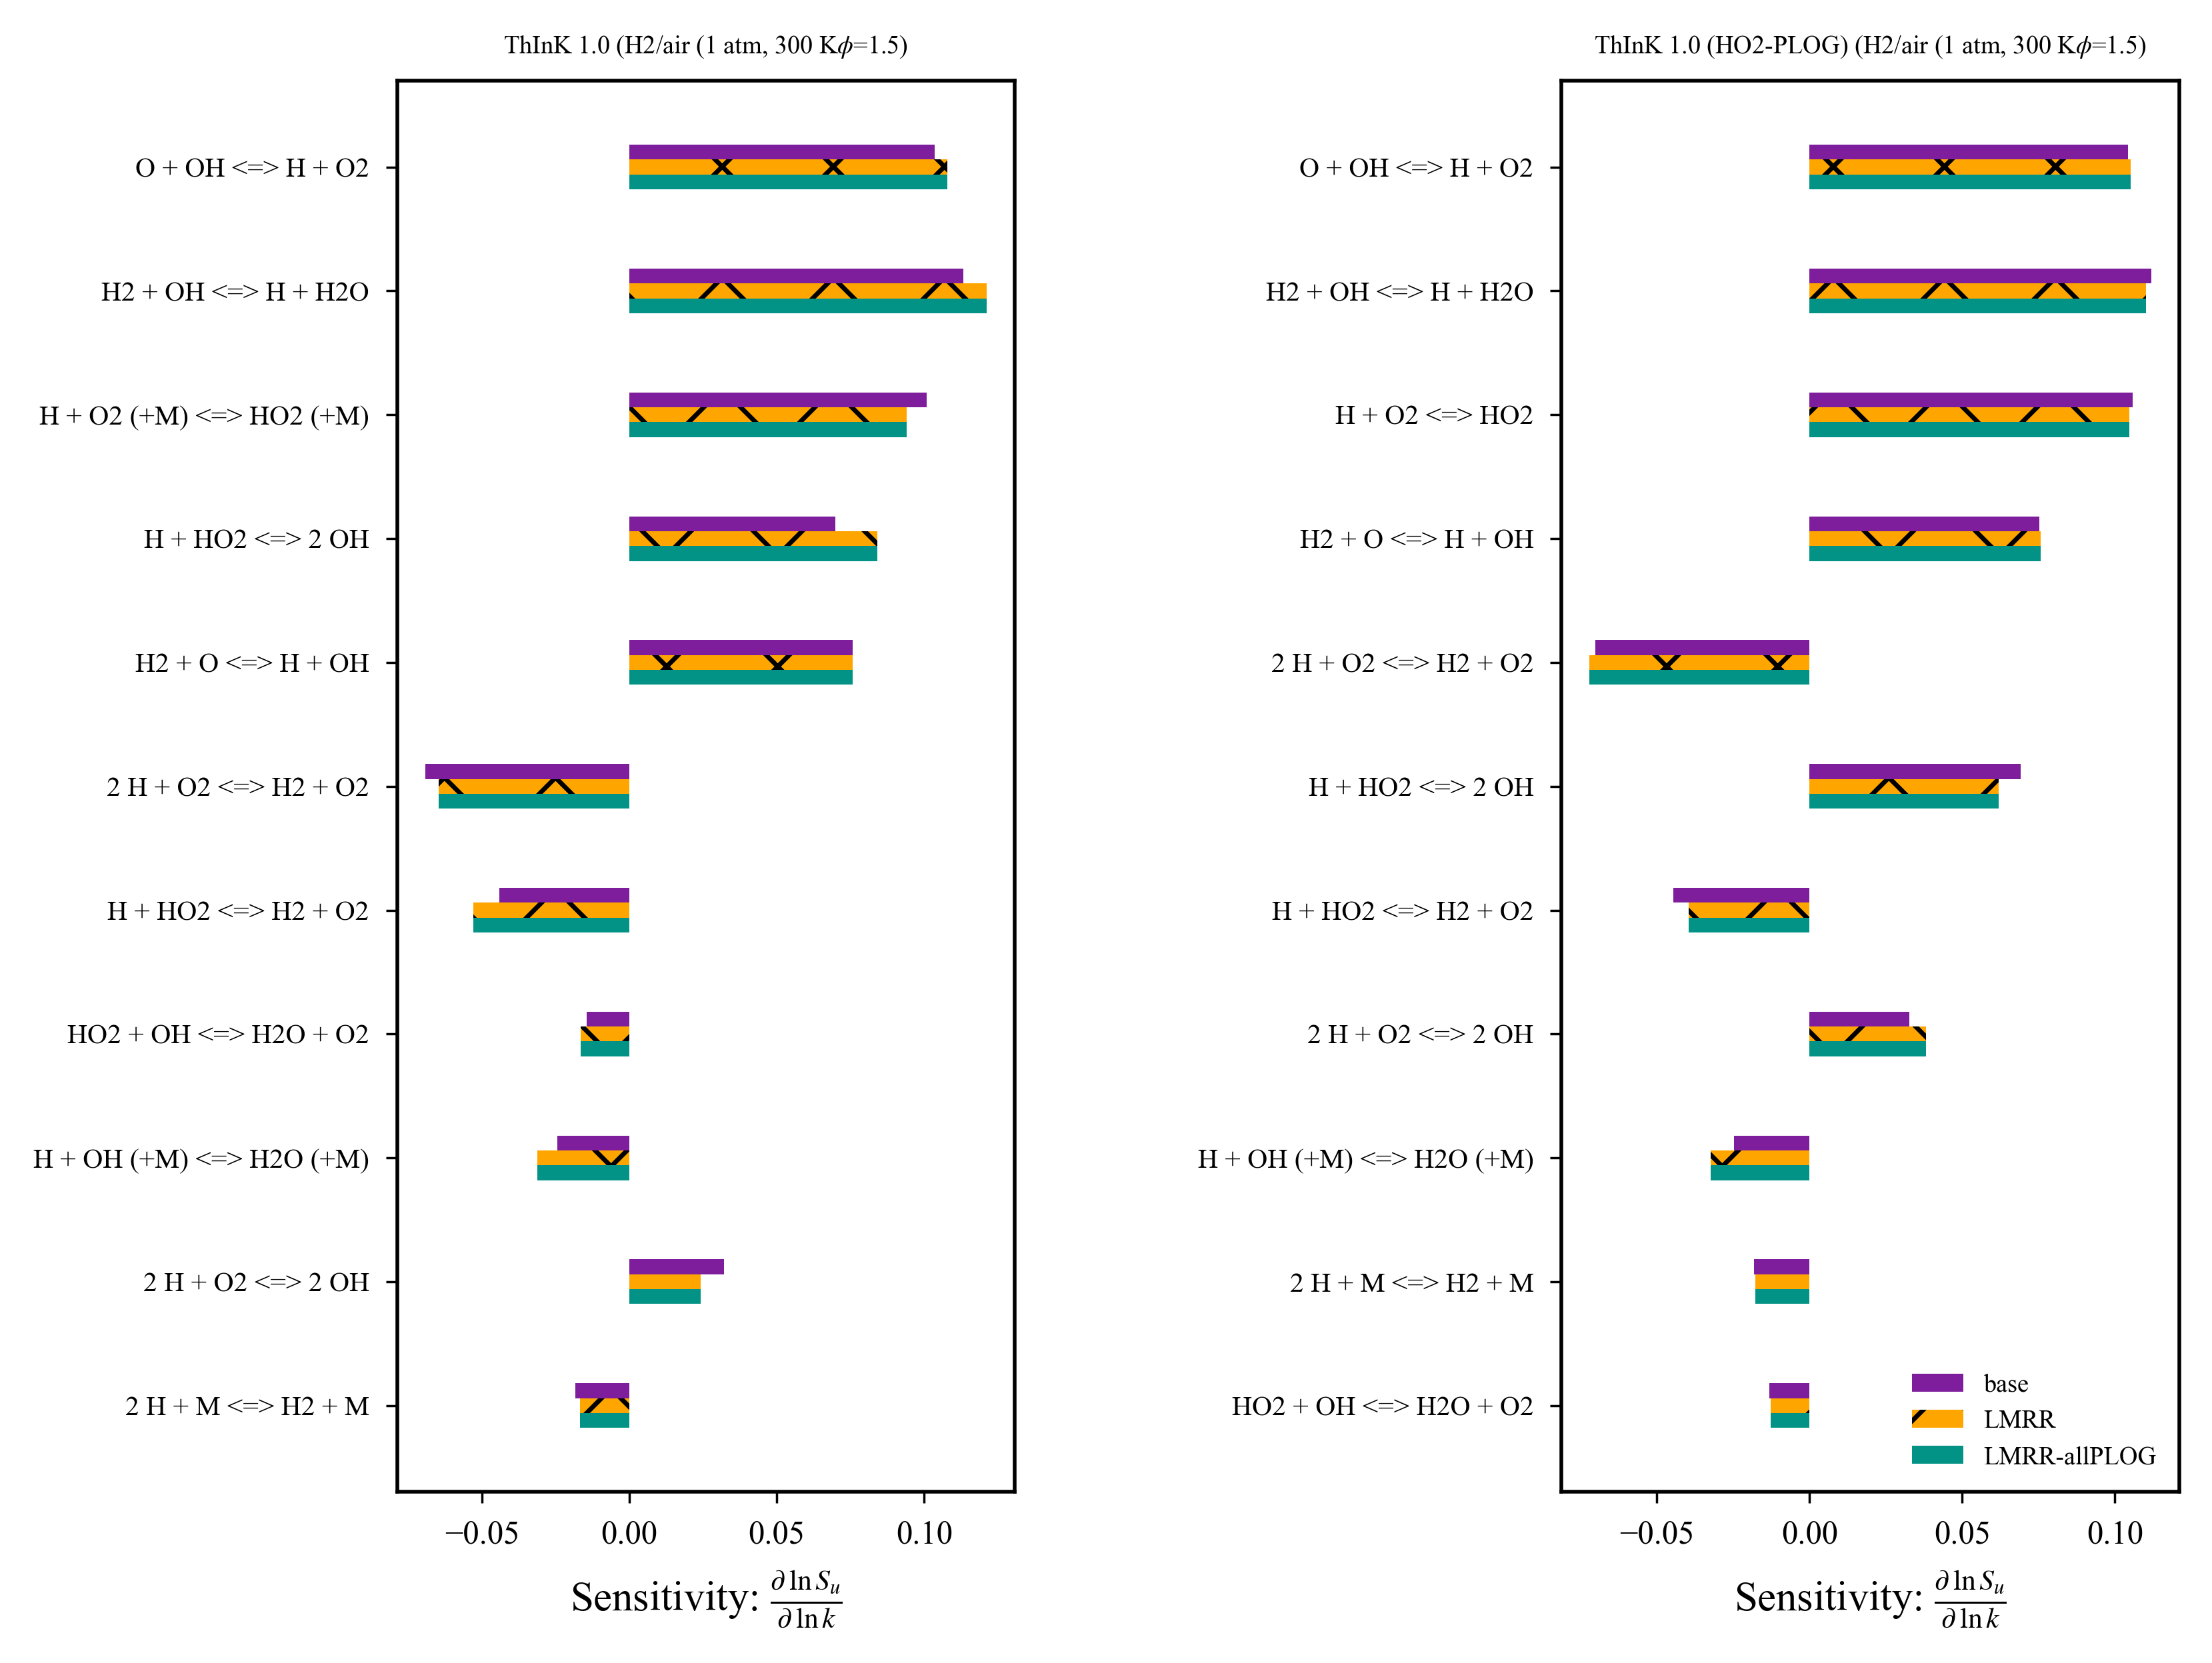 ThInK 1.0 (H2/air (1 atm, 300 Kϕ=1.5)
O + OH <=> H + O2
H2 + OH <=> H + H2O
H + O2 (+M) <=> HO2 (+M)
H + HO2 <=> 2 OH
H2 + O <=> H + OH
2 H + O2 <=> H2 + O2
H + HO2 <=> H2 + O2
HO2 + OH <=> H2O + O2
H + OH (+M) <=> H2O (+M)
2 H + O2 <=> 2 OH
2 H + M <=> H2 + M
−0.05 0.00 0.05 0.10
Sensitivity: ∂ ln Su / ∂ ln k
ThInK 1.0 (HO2-PLOG) (H2/air (1 atm, 300 Kϕ=1.5)
O + OH <=> H + O2
H2 + OH <=> H + H2O
H + O2 <=> HO2
H2 + O <=> H + OH
2 H + O2 <=> H2 + O2
H + HO2 <=> 2 OH
H + HO2 <=> H2 + O2
2 H + O2 <=> 2 OH
H + OH (+M) <=> H2O (+M)
2 H + M <=> H2 + M
HO2 + OH <=> H2O + O2
base
LMRR
LMRR-allPLOG
−0.05 0.00 0.05 0.10
Sensitivity: ∂ ln Su / ∂ ln k